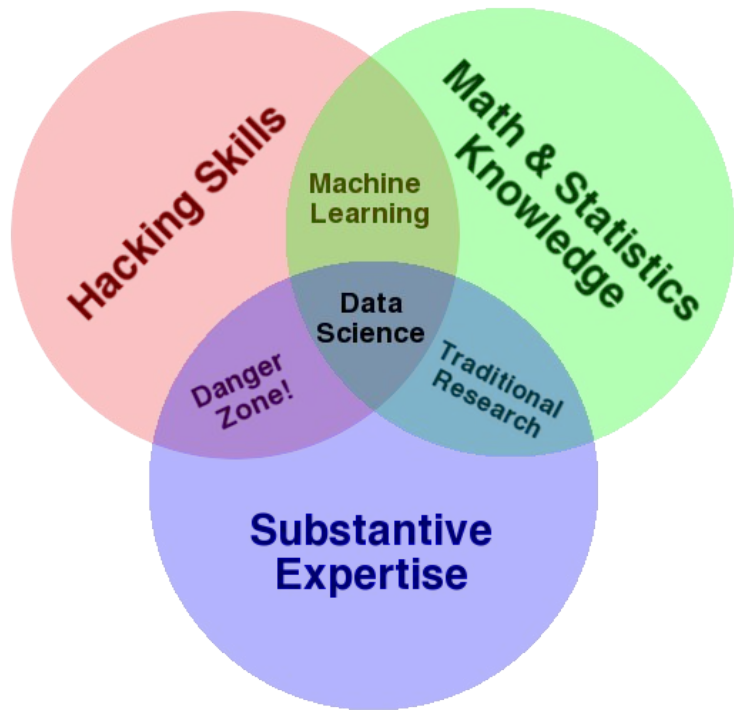 Hacking Skills
Math & Statistics
Knowledge
Machine
Learning
Data
Science
Danger
Zone!
Traditional
Research
Substantive
Expertise